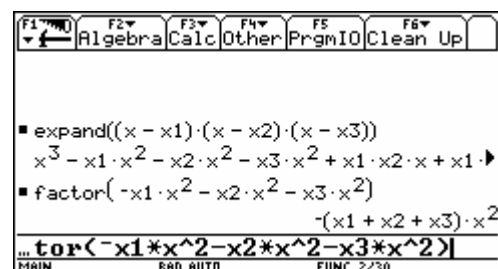 F1 F2 F3 F4 F5 F6
Algebra Calc Other PrgmIO Clean Up
▪ expand((x − x1)·(x − x2)·(x − x3))
x³ − x1·x² − x2·x² − x3·x² + x1·x2·x + x1·▶
▪ factor(⁻x1·x² − x2·x² − x3·x²)
⁻(x1 + x2 + x3)·x²
…tor(⁻x1*x^2−x2*x^2−x3*x^2)
MAIN RAD AUTO FUNC 2/30